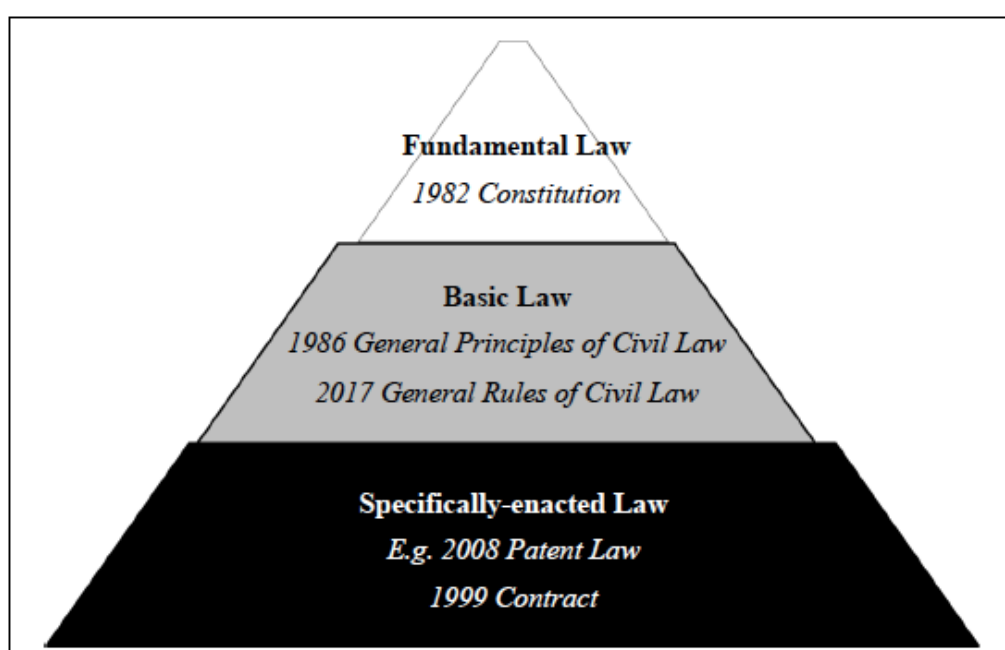 Fundamental Law
1982 Constitution
Basic Law
1986 General Principles of Civil Law
2017 General Rules of Civil Law
Specifically-enacted Law
E.g. 2008 Patent Law
1999 Contract